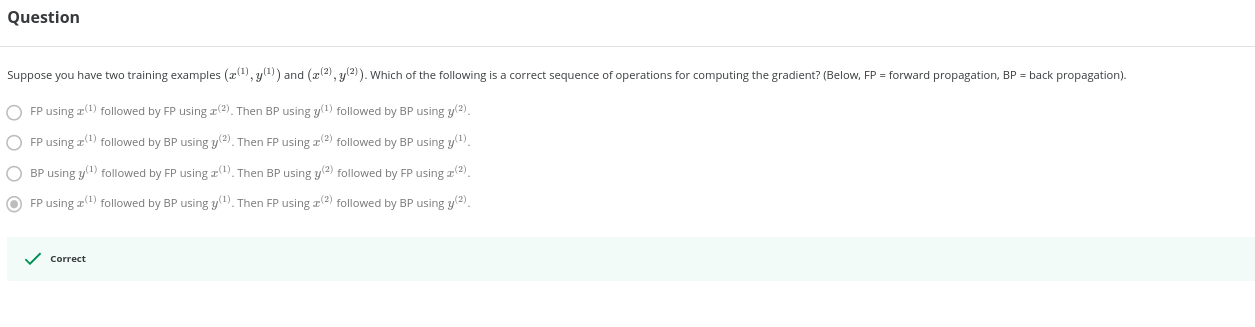 Question
Suppose you have two training examples (x⁽¹⁾, y⁽¹⁾) and (x⁽²⁾, y⁽²⁾). Which of the following is a correct sequence of operations for computing the gradient? (Below, FP = forward propagation, BP = back propagation).
FP using x⁽¹⁾ followed by FP using x⁽²⁾. Then BP using y⁽¹⁾ followed by BP using y⁽²⁾.
FP using x⁽¹⁾ followed by BP using y⁽²⁾. Then FP using x⁽²⁾ followed by BP using y⁽¹⁾.
BP using y⁽¹⁾ followed by FP using x⁽¹⁾. Then BP using y⁽²⁾ followed by FP using x⁽²⁾.
FP using x⁽¹⁾ followed by BP using y⁽¹⁾. Then FP using x⁽²⁾ followed by BP using y⁽²⁾.
Correct